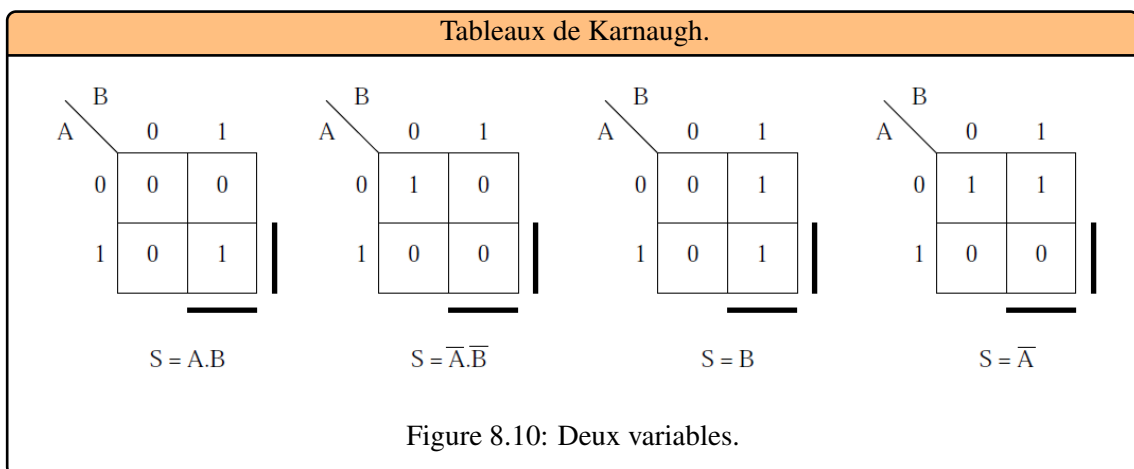 Tableaux de Karnaugh.
B B B B
A 0 1 A 0 1 A 0 1 A 0 1
0 0 0 0 1 0 0 0 1 0 1 1
1 0 1 1 0 0 1 0 1 1 0 0
S = A.B S = A̅.B̅ S = B S = A̅
Figure 8.10: Deux variables.